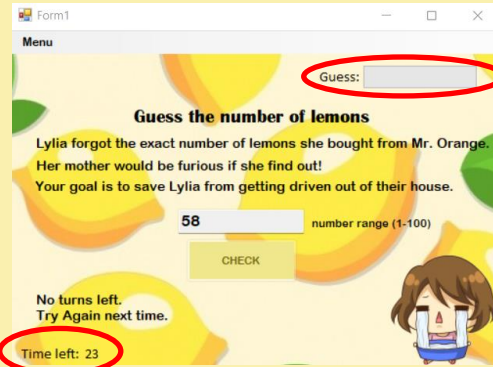 Form1
Menu
Guess:
Guess the number of lemons
Lylia forgot the exact number of lemons she bought from Mr. Orange.
Her mother would be furious if she find out!
Your goal is to save Lylia from getting driven out of their house.
58 number range (1-100)
CHECK
No turns left.
Try Again next time.
Time left: 23